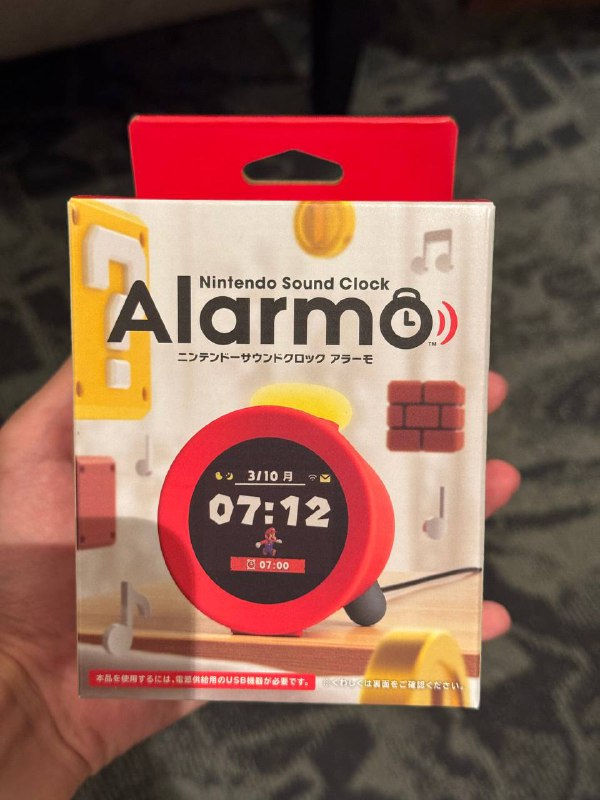 Nintendo Sound Clock
Alarmo™
ニンテンドーサウンドクロック アラーモ
3/10 月
07:12
07:00
本品を使用するには、電源供給用のUSB機器が必要です。 ※くわしくは裏面をご確認ください。